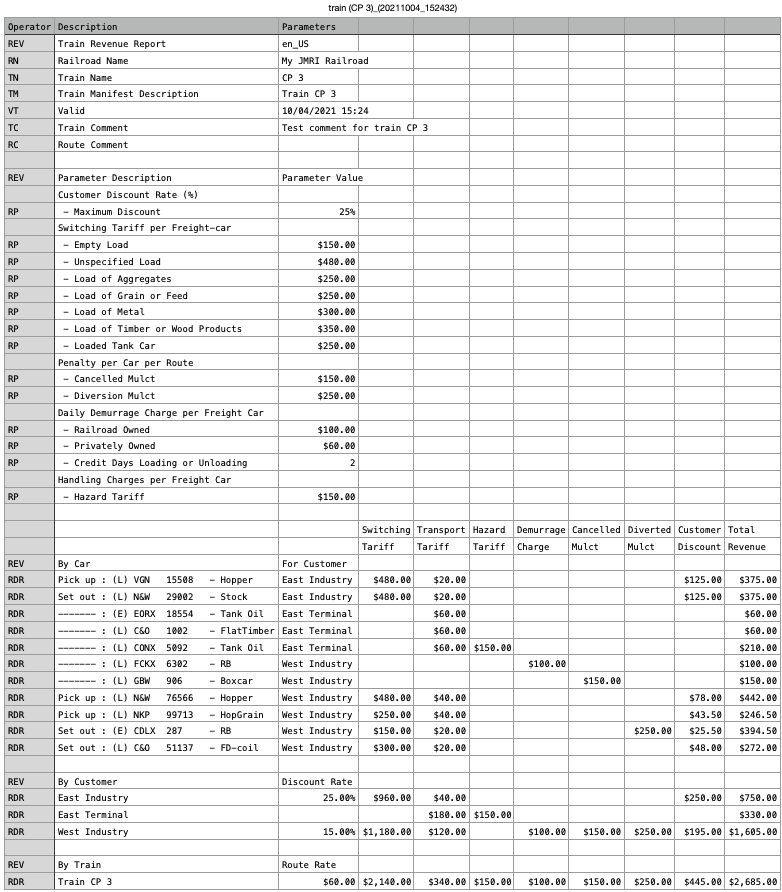 train (CP 3)_(20211004_152432)
Operator Description Parameters
REV Train Revenue Report en_US
RN Railroad Name My JMRI Railroad
TN Train Name CP 3
TM Train Manifest Description Train CP 3
VT Valid 10/04/2021 15:24
TC Train Comment Test comment for train CP 3
RC Route Comment
REV Parameter Description Parameter Value
Customer Discount Rate (%)
RP - Maximum Discount 25%
Switching Tariff per Freight-car
RP - Empty Load $150.00
RP - Unspecified Load $480.00
RP - Load of Aggregates $250.00
RP - Load of Grain or Feed $250.00
RP - Load of Metal $300.00
RP - Load of Timber or Wood Products $350.00
RP - Loaded Tank Car $250.00
Penalty per Car per Route
RP - Cancelled Mulct $150.00
RP - Diversion Mulct $250.00
Daily Demurrage Charge per Freight Car
RP - Railroad Owned $100.00
RP - Privately Owned $60.00
RP - Credit Days Loading or Unloading 2
Handling Charges per Freight Car
RP - Hazard Tariff $150.00
Switching Transport Hazard Demurrage Cancelled Diverted Customer Total
Tariff Tariff Tariff Charge Mulct Mulct Discount Revenue
REV By Car For Customer
RDR Pick up : (L) VGN 15508 - Hopper East Industry $480.00 $20.00 $125.00 $375.00
RDR Set out : (L) N&W 29002 - Stock East Industry $480.00 $20.00 $125.00 $375.00
RDR ------- : (E) EORX 18554 - Tank Oil East Terminal $60.00 $60.00
RDR ------- : (L) C&O 1002 - FlatTimber East Terminal $60.00 $60.00
RDR ------- : (L) CONX 5092 - Tank Oil East Terminal $60.00 $150.00 $210.00
RDR ------- : (L) FCKX 6302 - RB West Industry $100.00 $100.00
RDR ------- : (L) GBW 906 - Boxcar West Industry $150.00 $150.00
RDR Pick up : (L) N&W 76566 - Hopper West Industry $480.00 $40.00 $78.00 $442.00
RDR Pick up : (L) NKP 99713 - HopGrain West Industry $250.00 $40.00 $43.50 $246.50
RDR Set out : (E) CDLX 287 - RB West Industry $150.00 $20.00 $250.00 $25.50 $394.50
RDR Set out : (L) C&O 51137 - FD-coil West Industry $300.00 $20.00 $48.00 $272.00
REV By Customer Discount Rate
RDR East Industry 25.00% $960.00 $40.00 $250.00 $750.00
RDR East Terminal $180.00 $150.00 $330.00
RDR West Industry 15.00% $1,180.00 $120.00 $100.00 $150.00 $250.00 $195.00 $1,605.00
REV By Train Route Rate
RDR Train CP 3 $60.00 $2,140.00 $340.00 $150.00 $100.00 $150.00 $250.00 $445.00 $2,685.00